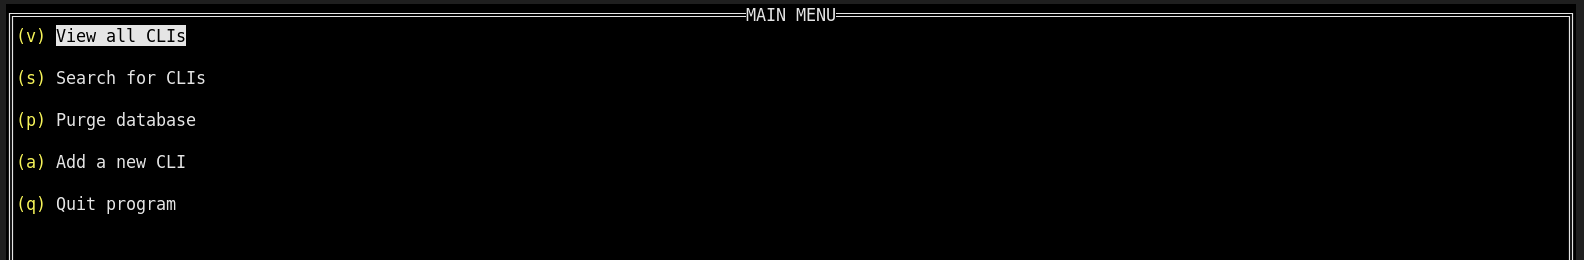 MAIN MENU
(v) View all CLIs
(s) Search for CLIs
(p) Purge database
(a) Add a new CLI
(q) Quit program